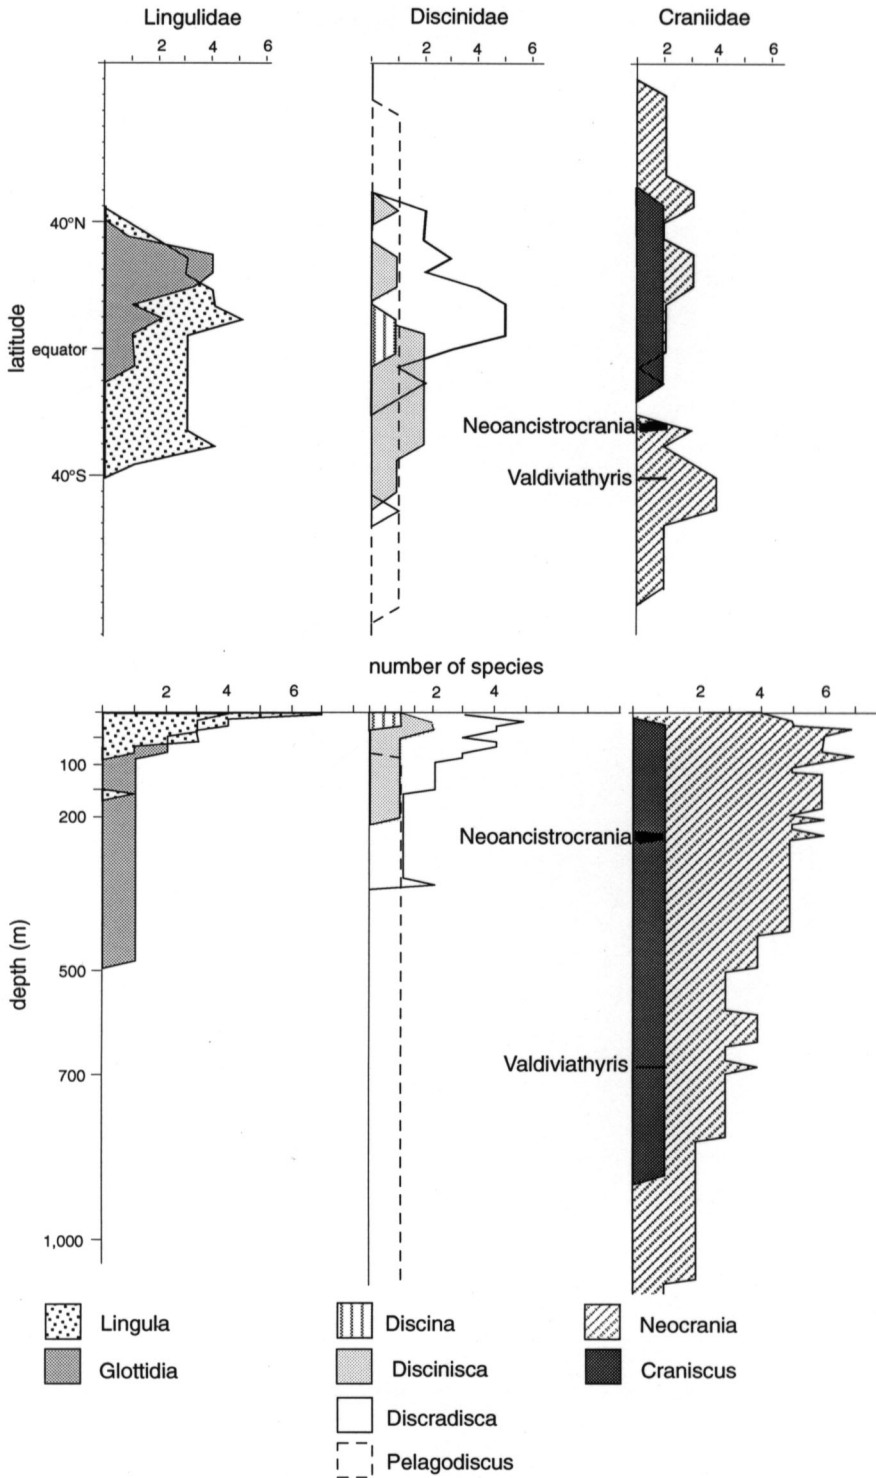 Lingulidae
Discinidae
Craniidae
2 4 6
2 4 6
2 4 6
latitude
40°N
equator
40°S
Neoancistrocrania
Valdiviathyris
number of species
2 4 6
2 4
2 4 6
depth (m)
100
200
500
700
1,000
Neoancistrocrania
Valdiviathyris
Lingula
Glottidia
Discina
Discinisca
Discradisca
Pelagodiscus
Neocrania
Craniscus